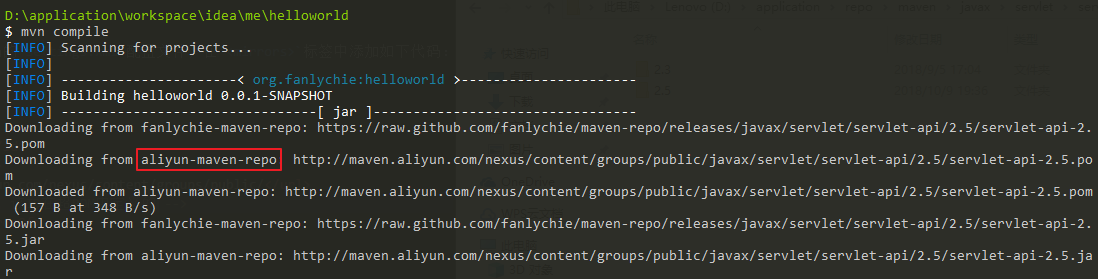 D:\application\workspace\idea\me\helloworld
$ mvn compile
[INFO] Scanning for projects...
[INFO]
[INFO] ----------------------< org.fanlychie:helloworld >----------------------
[INFO] Building helloworld 0.0.1-SNAPSHOT
[INFO] --------------------------------[ jar ]---------------------------------
Downloading from fanlychie-maven-repo: https://raw.github.com/fanlychie/maven-repo/releases/javax/servlet/servlet-api/2.5/servlet-api-2.
5.pom
Downloading from aliyun-maven-repo http://maven.aliyun.com/nexus/content/groups/public/javax/servlet/servlet-api/2.5/servlet-api-2.5.po
m
Downloaded from aliyun-maven-repo: http://maven.aliyun.com/nexus/content/groups/public/javax/servlet/servlet-api/2.5/servlet-api-2.5.pom
(157 B at 348 B/s)
Downloading from fanlychie-maven-repo: https://raw.github.com/fanlychie/maven-repo/releases/javax/servlet/servlet-api/2.5/servlet-api-2.
5.jar
Downloading from aliyun-maven-repo: http://maven.aliyun.com/nexus/content/groups/public/javax/servlet/servlet-api/2.5/servlet-api-2.5.ja
r